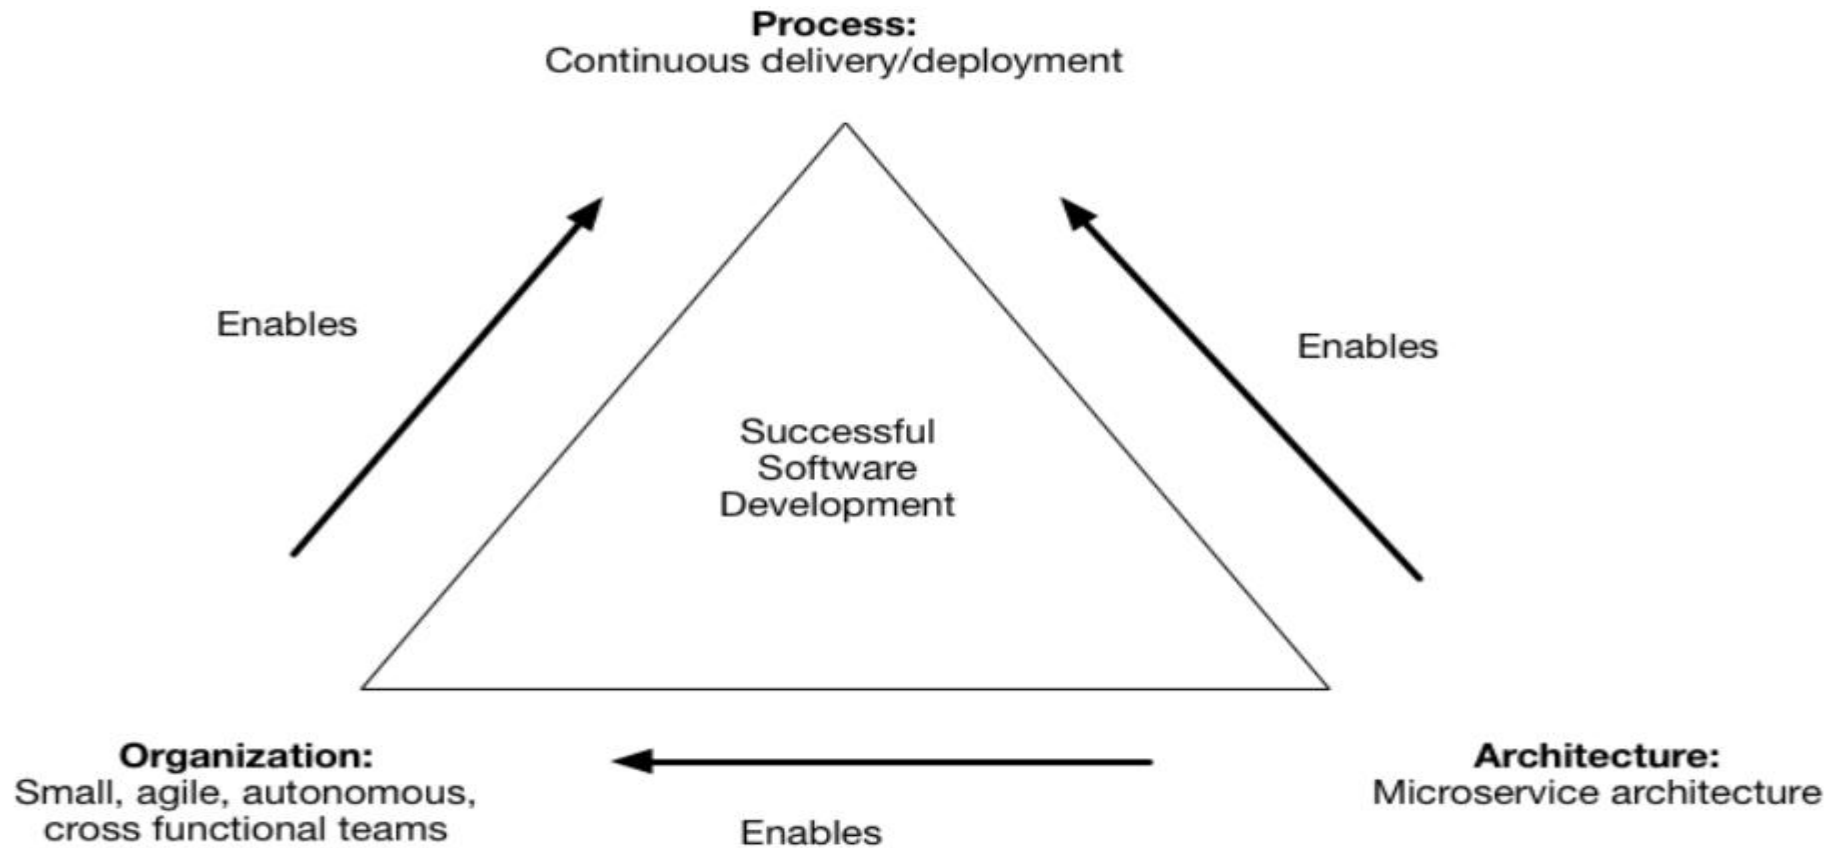 Process:
Continuous delivery/deployment
Enables
Enables
Successful
Software
Development
Organization:
Small, agile, autonomous,
cross functional teams
Enables
Architecture:
Microservice architecture